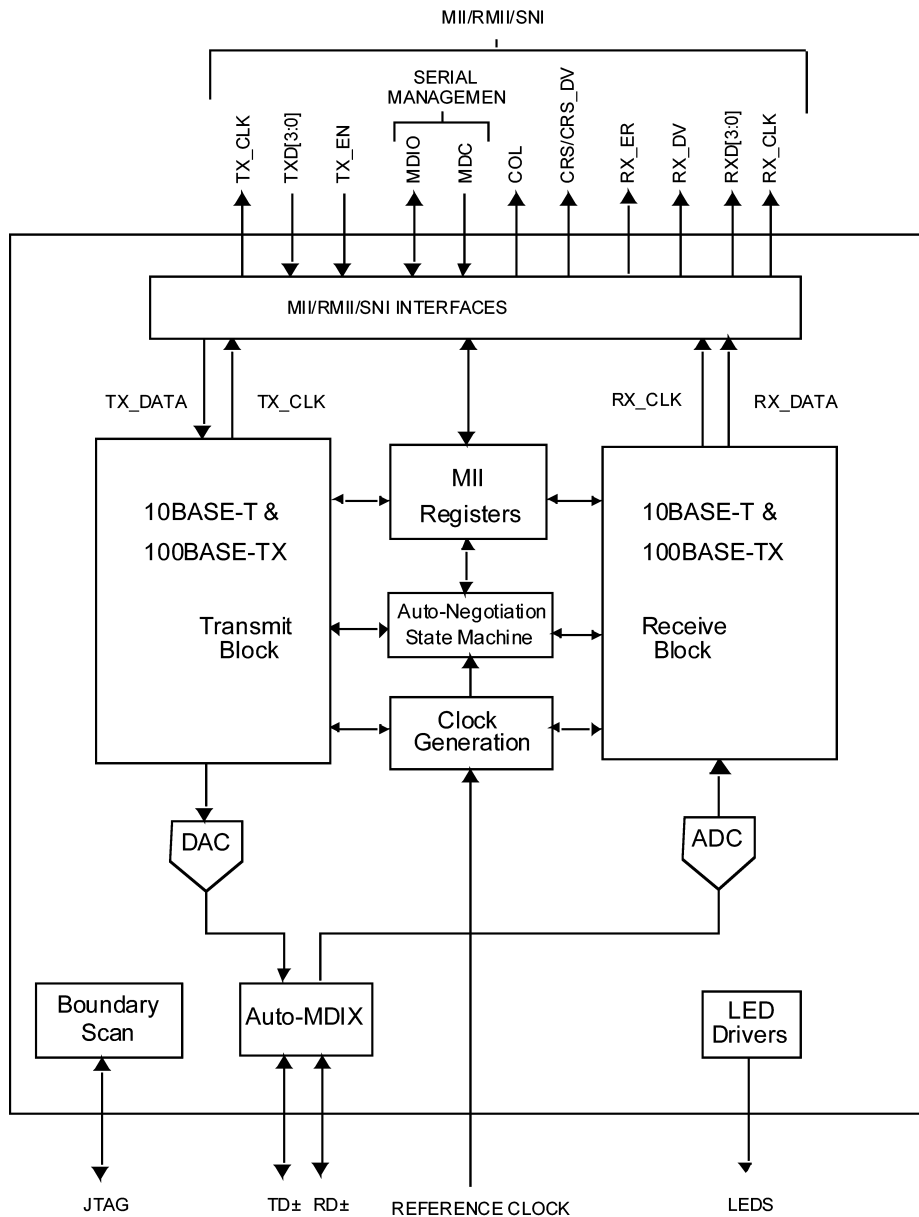 MII/RMII/SNI
SERIAL
MANAGEMEN
TX_CLK
TXD[3:0]
TX_EN
MDIO
MDC
COL
CRS/CRS_DV
RX_ER
RX_DV
RXD[3:0]
RX_CLK
MII/RMII/SNI INTERFACES
TX_DATA
TX_CLK
RX_CLK
RX_DATA
10BASE-T &
100BASE-TX
Transmit
Block
MII
Registers
Auto-Negotiation
State Machine
Clock
Generation
10BASE-T &
100BASE-TX
Receive
Block
DAC
ADC
Boundary
Scan
Auto-MDIX
LED
Drivers
JTAG
TD±
RD±
REFERENCE CLOCK
LEDS